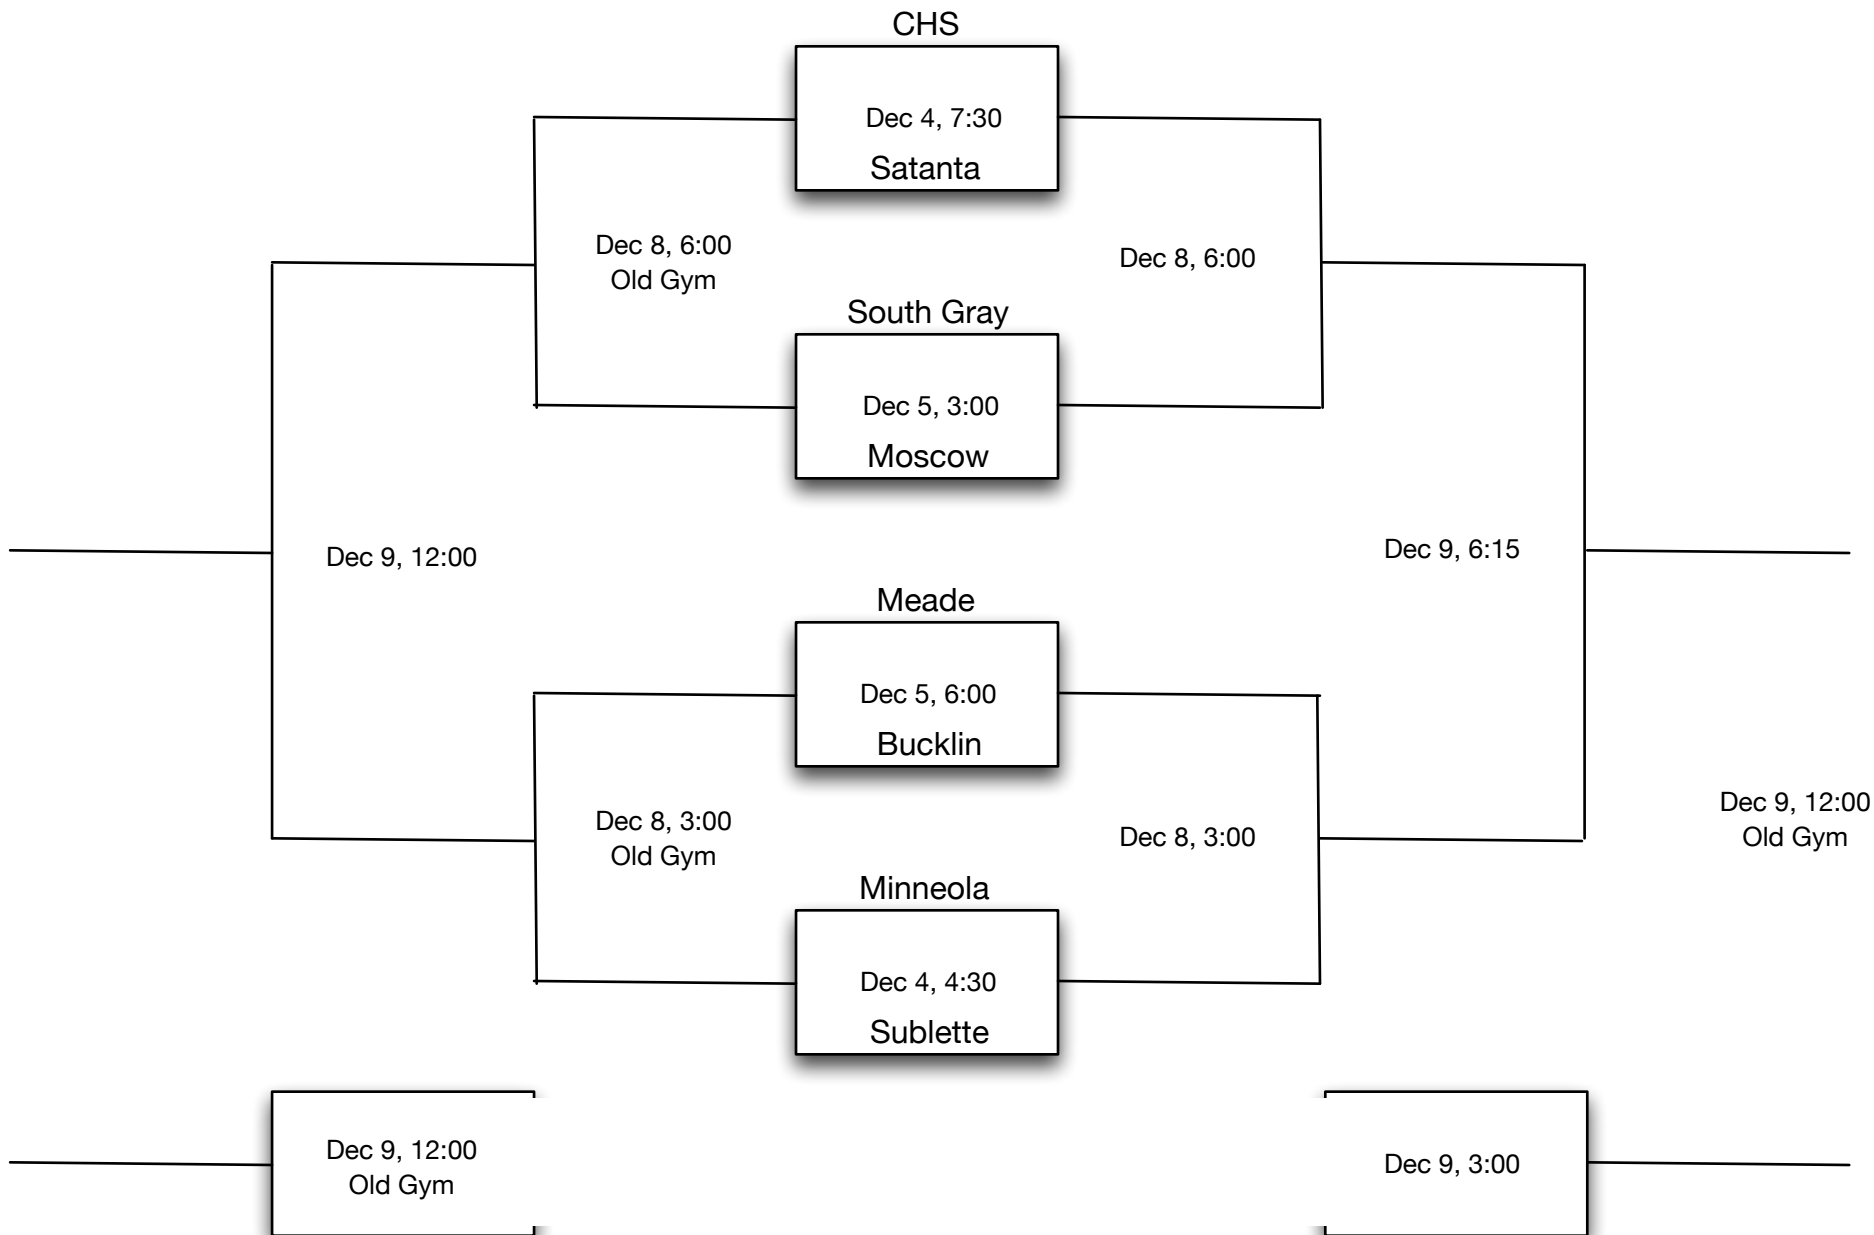 CHS
Dec 4, 7:30
Satanta
Dec 8, 6:00
Old Gym
Dec 8, 6:00
South Gray
Dec 5, 3:00
Moscow
Dec 9, 12:00
Dec 9, 6:15
Meade
Dec 5, 6:00
Bucklin
Dec 8, 3:00
Old Gym
Dec 8, 3:00
Dec 9, 12:00
Old Gym
Minneola
Dec 4, 4:30
Sublette
Dec 9, 12:00
Old Gym
Dec 9, 3:00